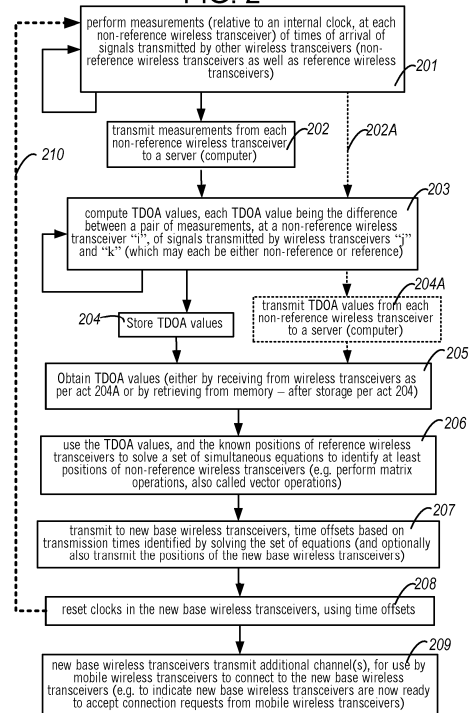 FIG. 2
perform measurements (relative to an internal clock, at each
non-reference wireless transceiver) of times of arrival of
signals transmitted by other wireless transceivers (non-
reference wireless transceivers as well as reference wireless
transceivers)
201
transmit measurements from each
non-reference wireless transceiver
to a server (computer)
202
202A
210
203
compute TDOA values, each TDOA value being the difference
between a pair of measurements, at a non-reference wireless
transceiver “i”, of signals transmitted by wireless transceivers “j”
and “k” (which may each be either non-reference or reference)
204A
204
Store TDOA values
transmit TDOA values from each
non-reference wireless transceiver
to a server (computer)
205
Obtain TDOA values (either by receiving from wireless transceivers as
per act 204A or by retrieving from memory – after storage per act 204)
206
use the TDOA values, and the known positions of reference wireless
transceivers to solve a set of simultaneous equations to identify at least
positions of non-reference wireless transceivers (e.g. perform matrix
operations, also called vector operations)
207
transmit to new base wireless transceivers, time offsets based on
transmission times identified by solving the set of equations (and optionally
also transmit the positions of the new base wireless transceivers)
208
reset clocks in the new base wireless transceivers, using time offsets
209
new base wireless transceivers transmit additional channel(s), for use by
mobile wireless transceivers to connect to the new base wireless
transceivers (e.g. to indicate new base wireless transceivers are now ready
to accept connection requests from mobile wireless transceivers)